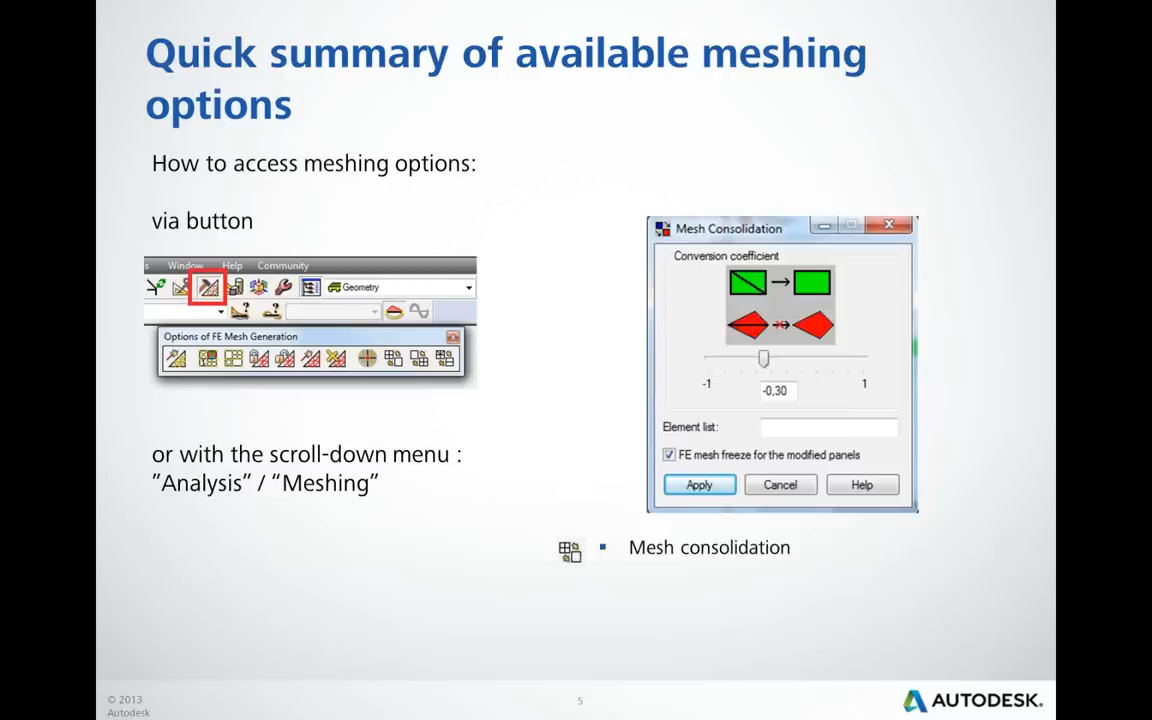 Quick summary of available meshing
options
How to access meshing options:
via button
s Window Help Community
Geometry
Options of FE Mesh Generation
or with the scroll-down menu :
”Analysis” / “Meshing”
Mesh Consolidation
Conversion coefficient
-1
-0,30
1
Element list:
FE mesh freeze for the modified panels
Apply Cancel Help
Mesh consolidation
© 2013
Autodesk
5
AUTODESK.